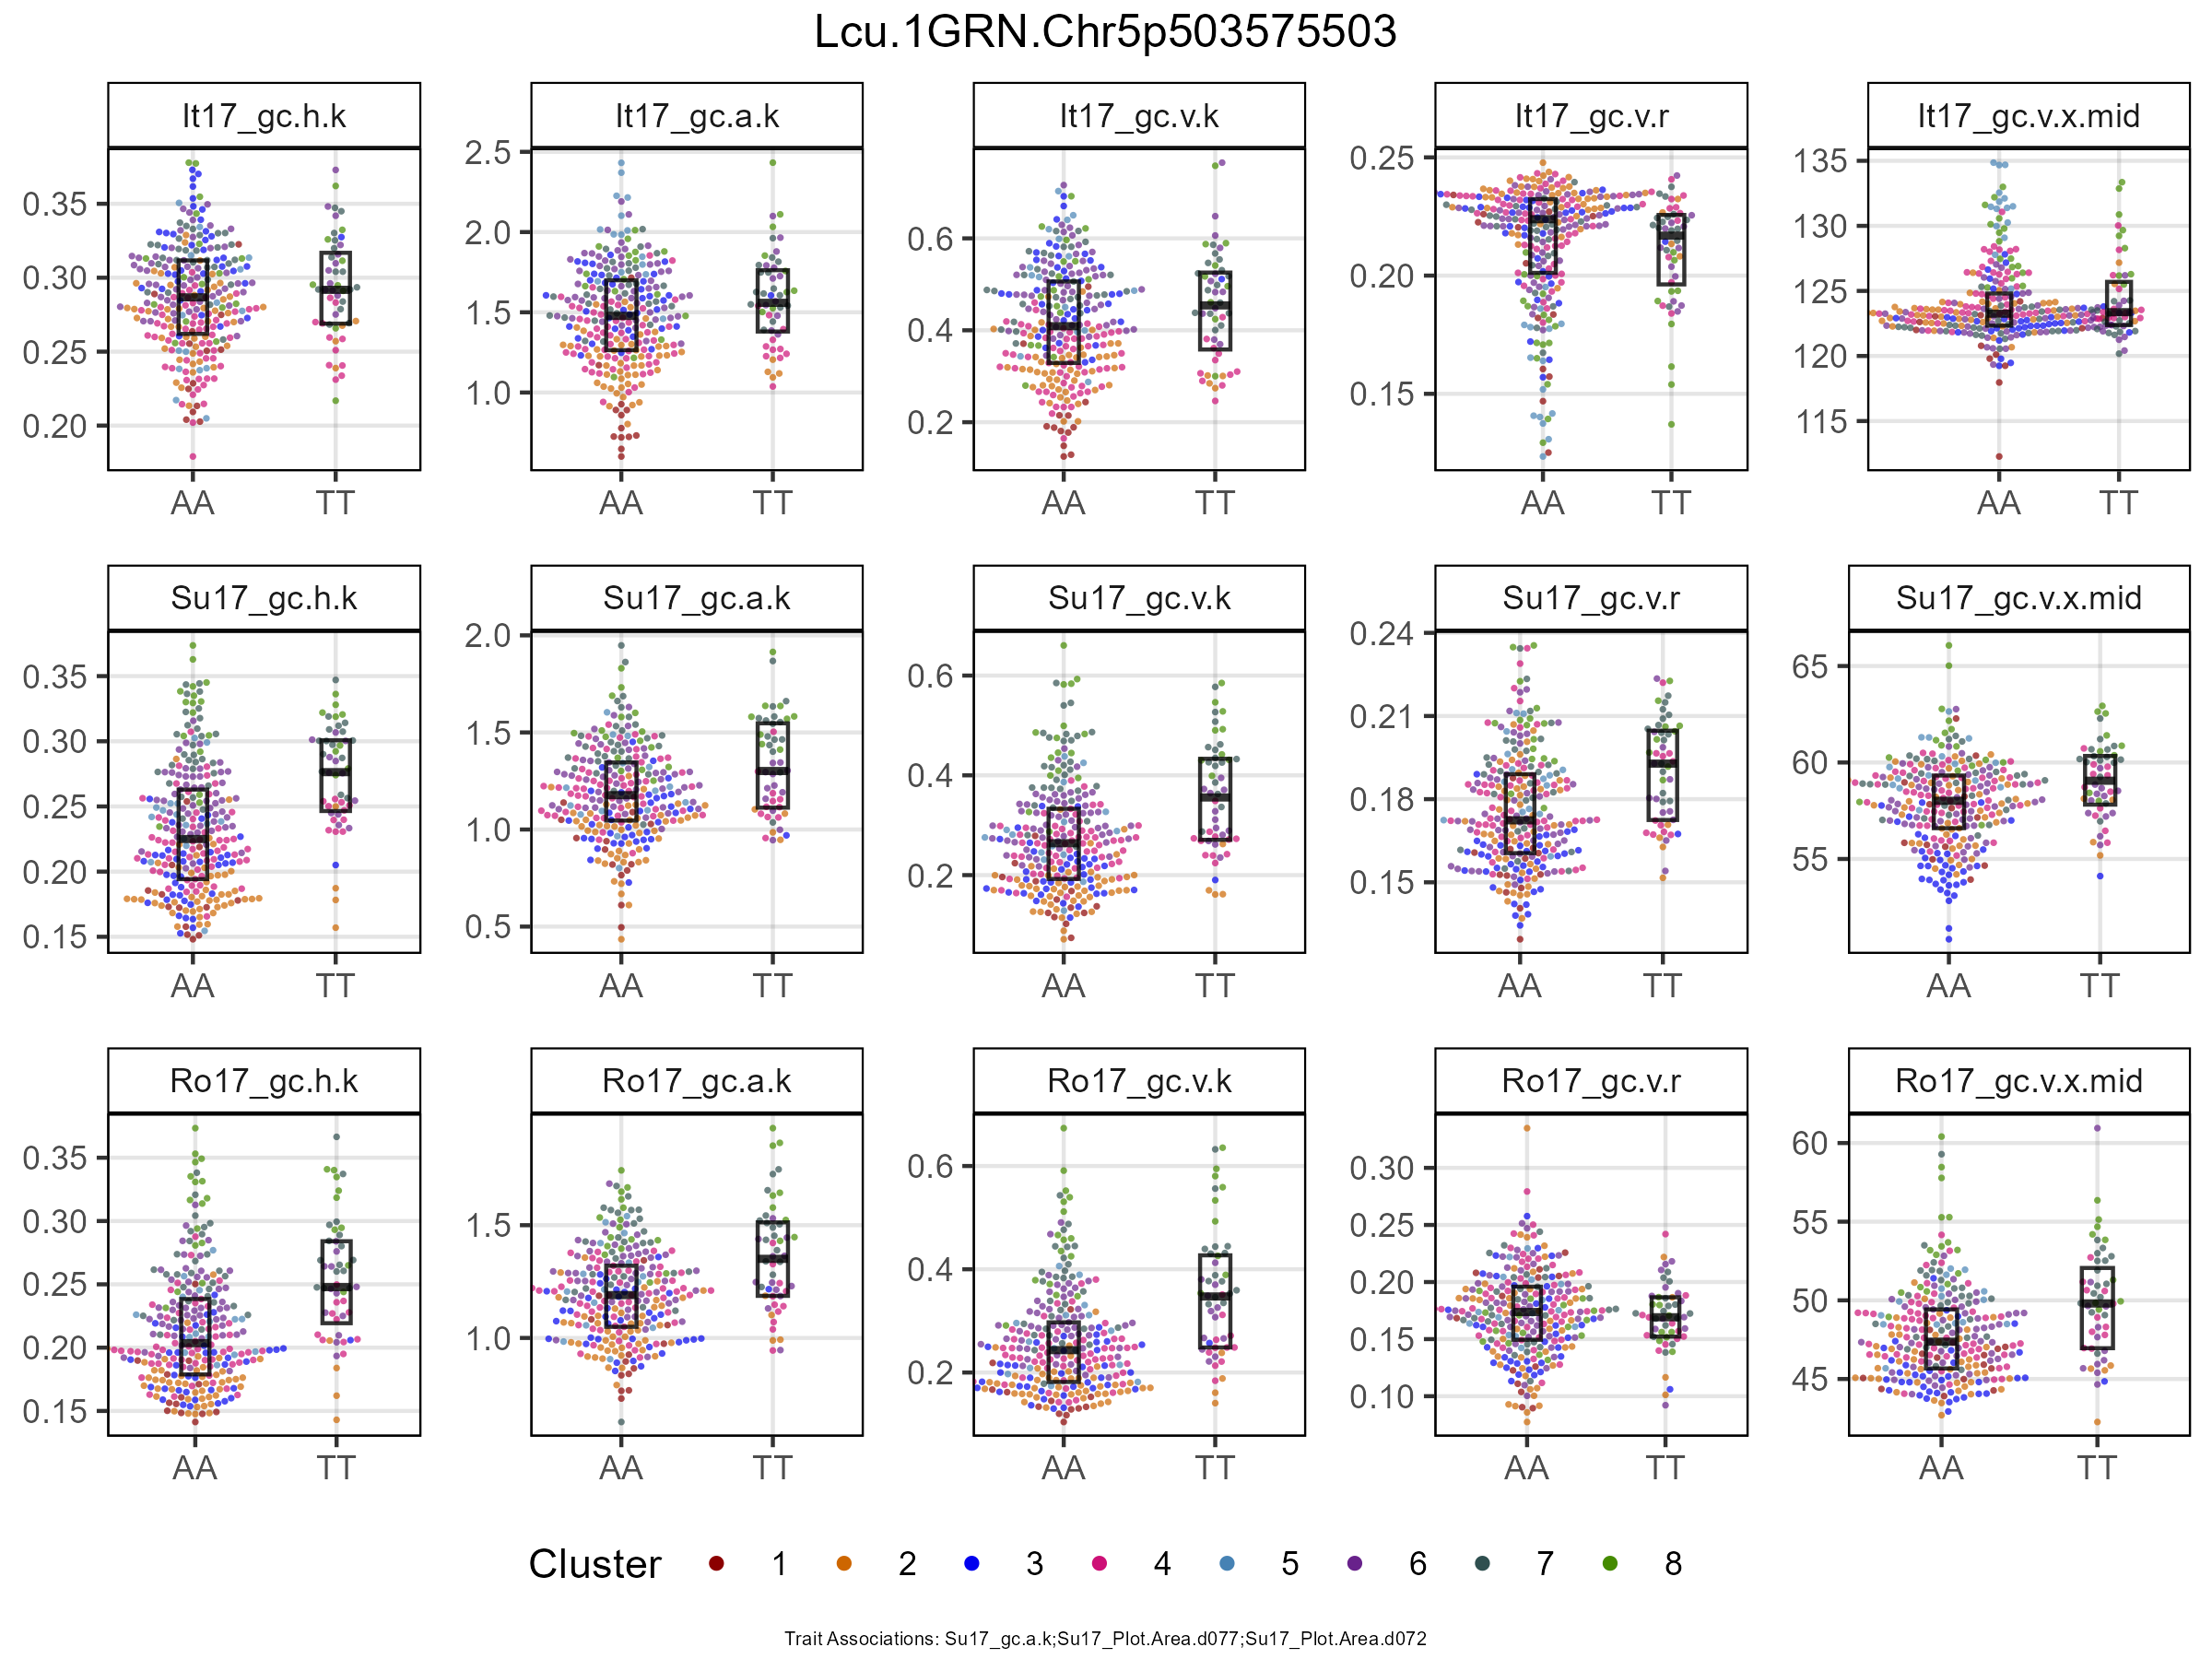 Lcu.1GRN.Chr5p503575503
It17_gc.h.k
It17_gc.a.k
It17_gc.v.k
It17_gc.v.r
It17_gc.v.x.mid
0.35
0.30
0.25
0.20
AA TT
2.5
2.0
1.5
1.0
AA TT
0.6
0.4
0.2
AA TT
0.25
0.20
0.15
AA TT
135
130
125
120
115
AA TT
Su17_gc.h.k
Su17_gc.a.k
Su17_gc.v.k
Su17_gc.v.r
Su17_gc.v.x.mid
0.35
0.30
0.25
0.20
0.15
AA TT
2.0
1.5
1.0
0.5
AA TT
0.6
0.4
0.2
AA TT
0.24
0.21
0.18
0.15
AA TT
65
60
55
AA TT
Ro17_gc.h.k
Ro17_gc.a.k
Ro17_gc.v.k
Ro17_gc.v.r
Ro17_gc.v.x.mid
0.35
0.30
0.25
0.20
0.15
AA TT
1.5
1.0
AA TT
0.6
0.4
0.2
AA TT
0.30
0.25
0.20
0.15
0.10
AA TT
60
55
50
45
AA TT
Cluster 1 2 3 4 5 6 7 8
Trait Associations: Su17_gc.a.k;Su17_Plot.Area.d077;Su17_Plot.Area.d072